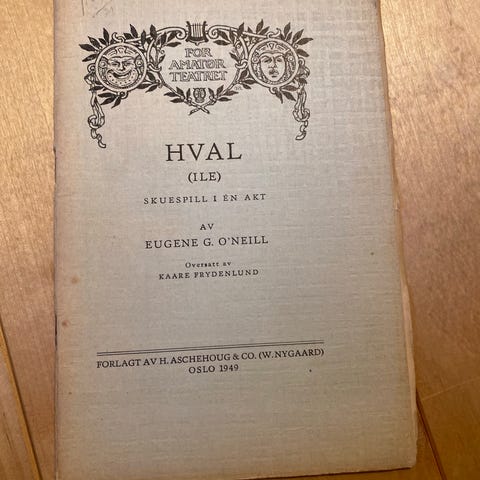 FOR
AMATØR
TEATRET
HVAL
(ILE)
SKUESPILL I ÉN AKT
AV
EUGENE G. O'NEILL
Oversatt av
KAARE FRYDENLUND
FORLAGT AV H. ASCHEHOUG & CO. (W. NYGAARD)
OSLO 1949